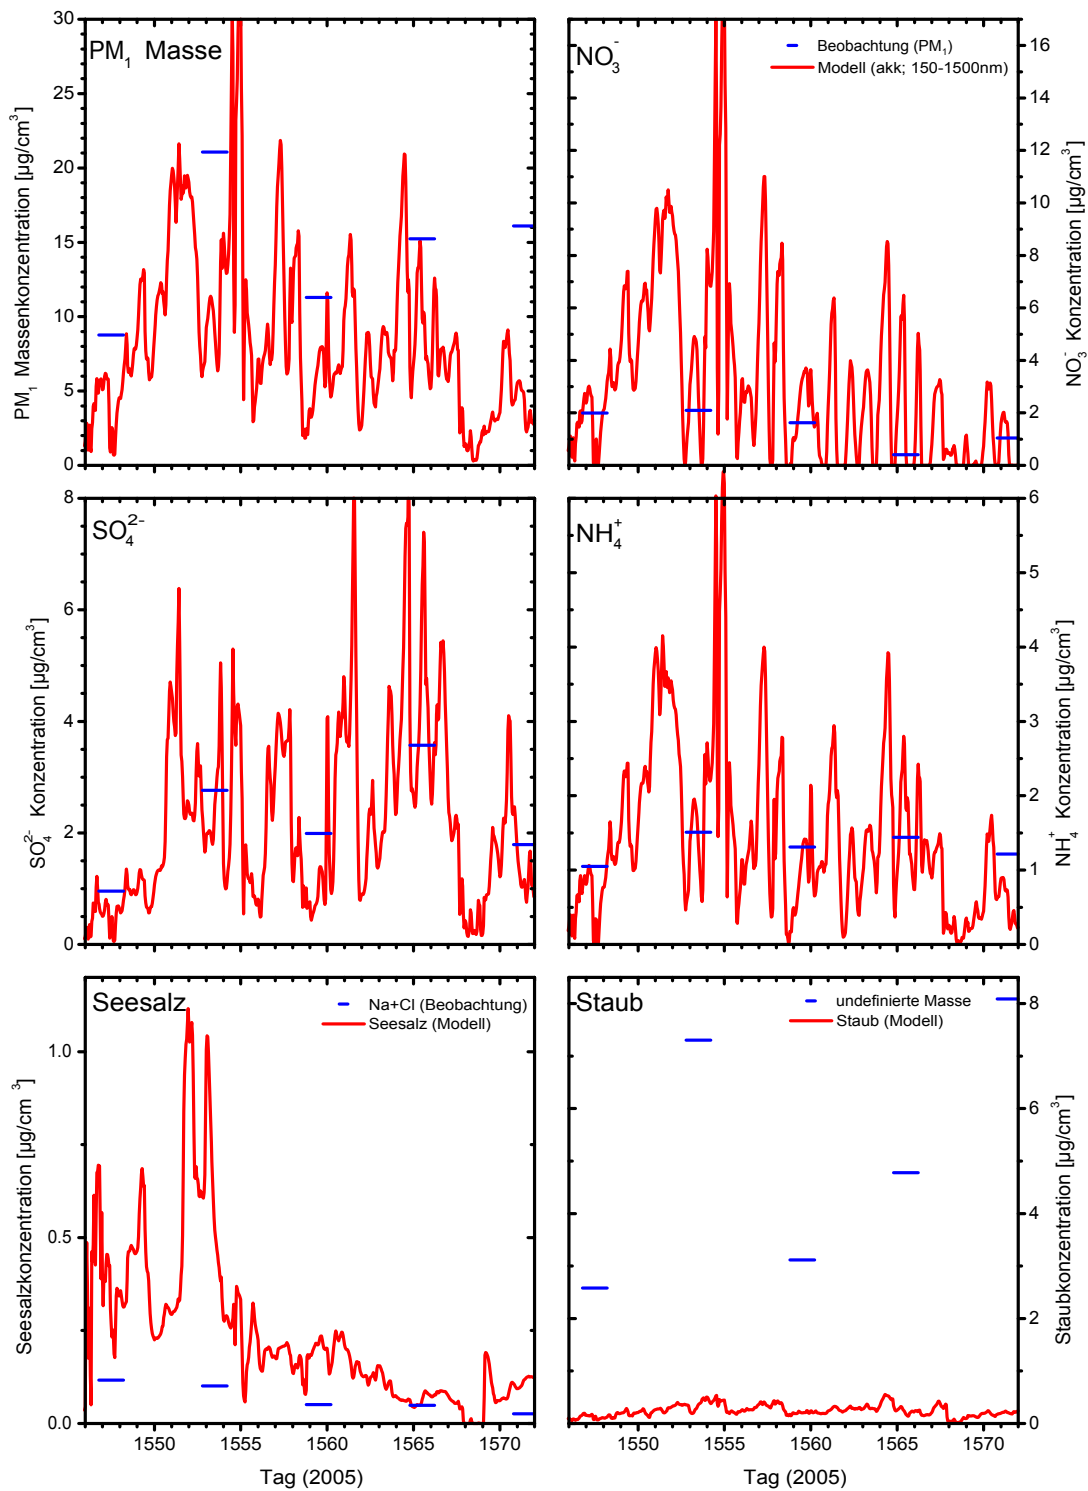 PM₁ Masse
30
25
20
15
10
5
0
PM₁ Massenkonzentration [µg/cm³]
NO₃⁻
Beobachtung (PM₁)
Modell (akk; 150-1500nm)
16
14
12
10
8
6
4
2
0
NO₃⁻ Konzentration [µg/cm³]
SO₄²⁻
8
6
4
2
0
SO₄²⁻ Konzentration [µg/cm³]
NH₄⁺
6
5
4
3
2
1
0
NH₄⁺ Konzentration [µg/cm³]
Seesalz
Na+Cl (Beobachtung)
Seesalz (Modell)
1.0
0.5
0.0
Seesalzkonzentration [µg/cm³]
1550 1555 1560 1565 1570
Tag (2005)
Staub
undefinierte Masse
Staub (Modell)
8
6
4
2
0
Staubkonzentration [µg/cm³]
1550 1555 1560 1565 1570
Tag (2005)